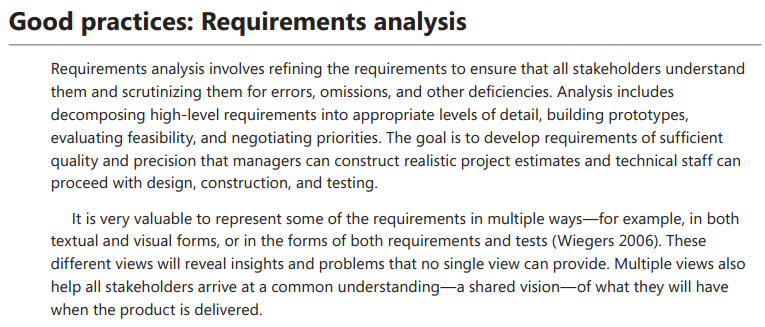 Good practices: Requirements analysis
Requirements analysis involves refining the requirements to ensure that all stakeholders understand
them and scrutinizing them for errors, omissions, and other deficiencies. Analysis includes
decomposing high-level requirements into appropriate levels of detail, building prototypes,
evaluating feasibility, and negotiating priorities. The goal is to develop requirements of sufficient
quality and precision that managers can construct realistic project estimates and technical staff can
proceed with design, construction, and testing.
It is very valuable to represent some of the requirements in multiple ways—for example, in both
textual and visual forms, or in the forms of both requirements and tests (Wiegers 2006). These
different views will reveal insights and problems that no single view can provide. Multiple views also
help all stakeholders arrive at a common understanding—a shared vision—of what they will have
when the product is delivered.